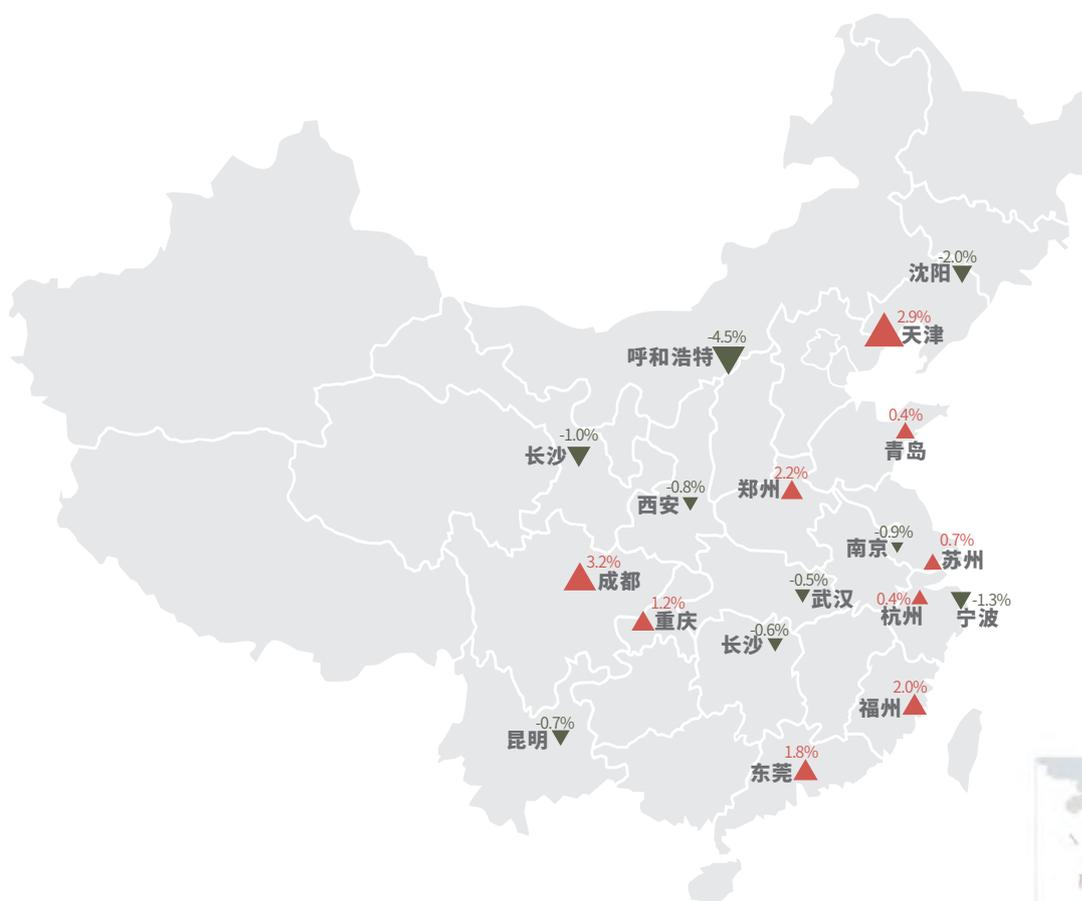 -2.0%
沈阳
2.9%
天津
-4.5%
呼和浩特
0.4%
青岛
-1.0%
长沙
2.2%
郑州
-0.8%
西安
-0.9%
南京
0.7%
苏州
3.2%
成都
-0.5%
武汉
0.4%
杭州
-1.3%
宁波
1.2%
重庆
-0.6%
长沙
2.0%
福州
-0.7%
昆明
1.8%
东莞